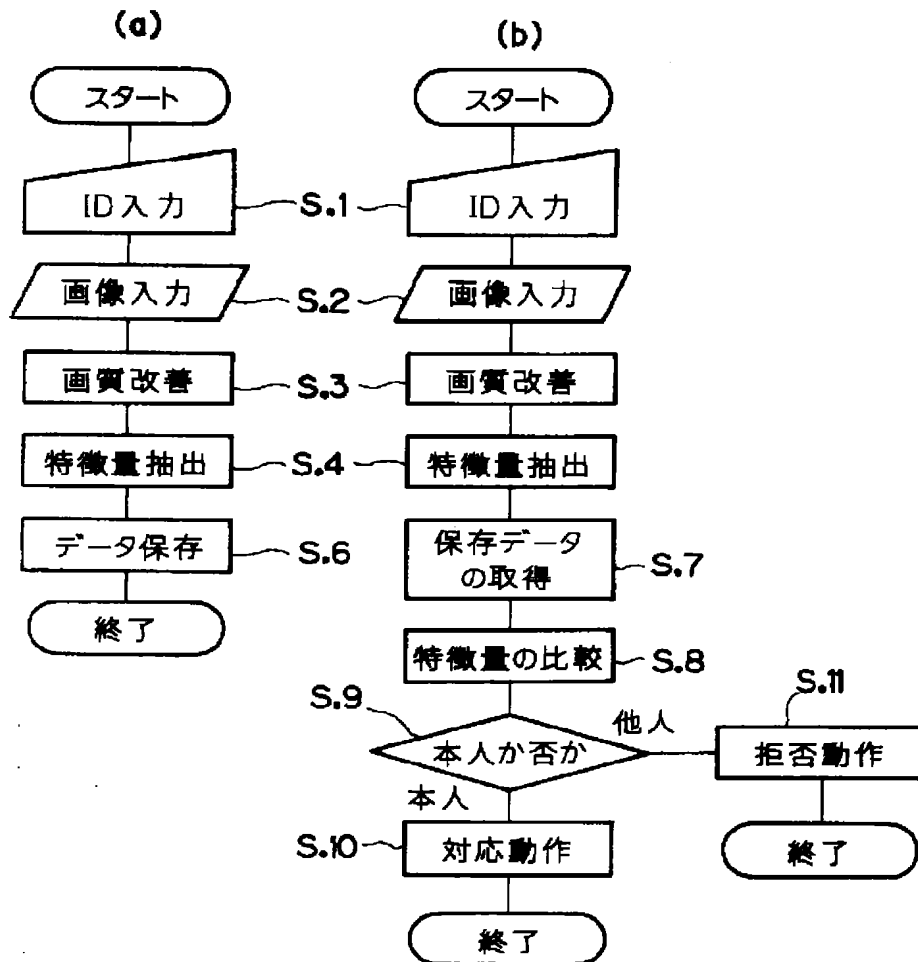 (a)
スタート
ID入力
画像入力
画質改善
特徴量抽出
データ保存
終了
S.1
S.2
S.3
S.4
S.6
(b)
スタート
ID入力
画像入力
画質改善
特徴量抽出
保存データ
の取得
S.7
特徴量の比較
S.8
S.9
本人か否か
他人
S.11
拒否動作
終了
本人
S.10
対応動作
終了